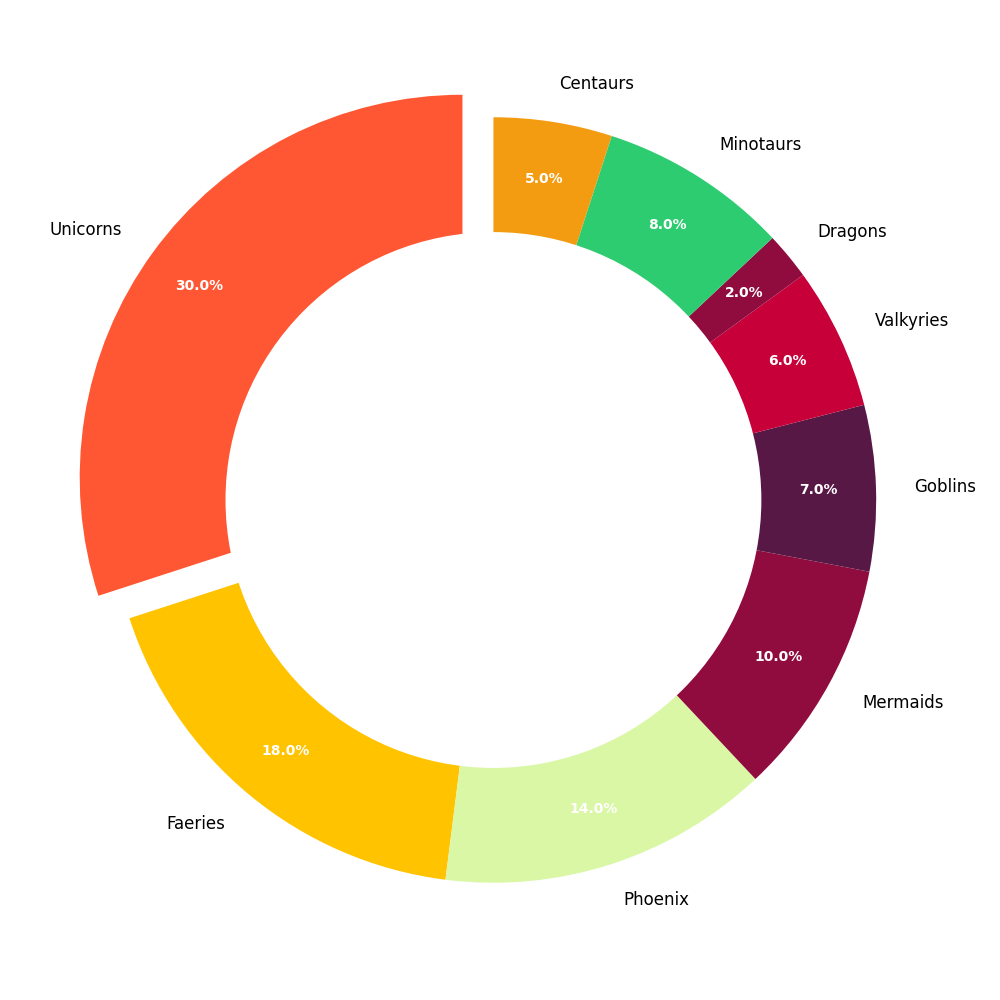 Centaurs
Minotaurs
5.0%
8.0%
Unicorns
Dragons
30.0%
2.0%
Valkyries
6.0%
Goblins
7.0%
10.0%
Mermaids
18.0%
14.0%
Faeries
Phoenix